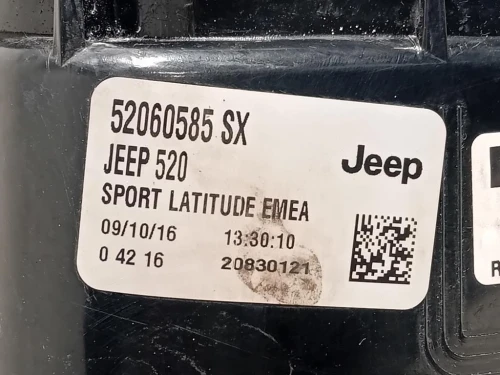 52060585 SX
JEEP 520
Jeep
SPORT LATITUDE EMEA
09/10/16 13:30:10
0 42 16 20830121
R